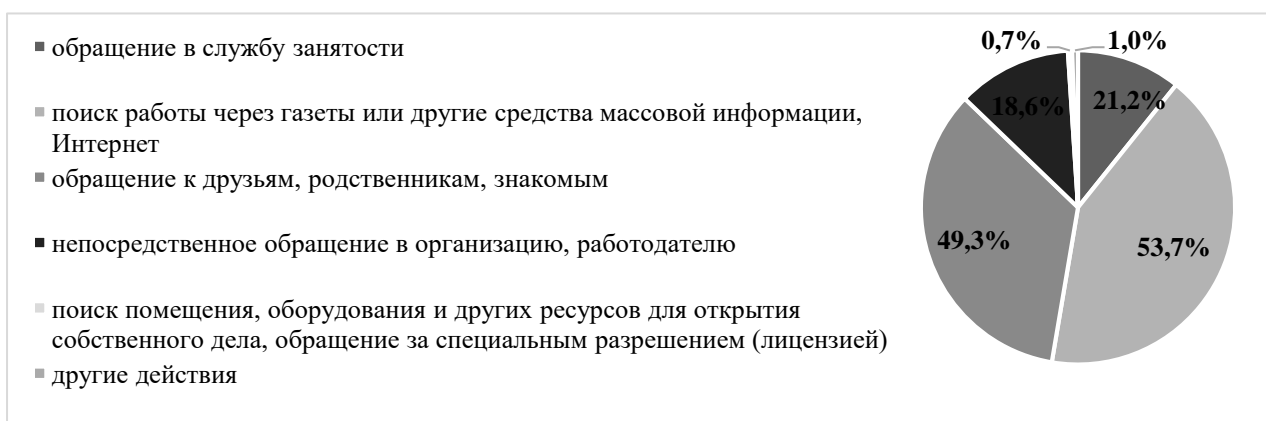 обращение в службу занятости
поиск работы через газеты или другие средства массовой информации,
Интернет
обращение к друзьям, родственникам, знакомым
непосредственное обращение в организацию, работодателю
поиск помещения, оборудования и других ресурсов для открытия
собственного дела, обращение за специальным разрешением (лицензией)
другие действия
0,7%
1,0%
18,6%
21,2%
49,3%
53,7%